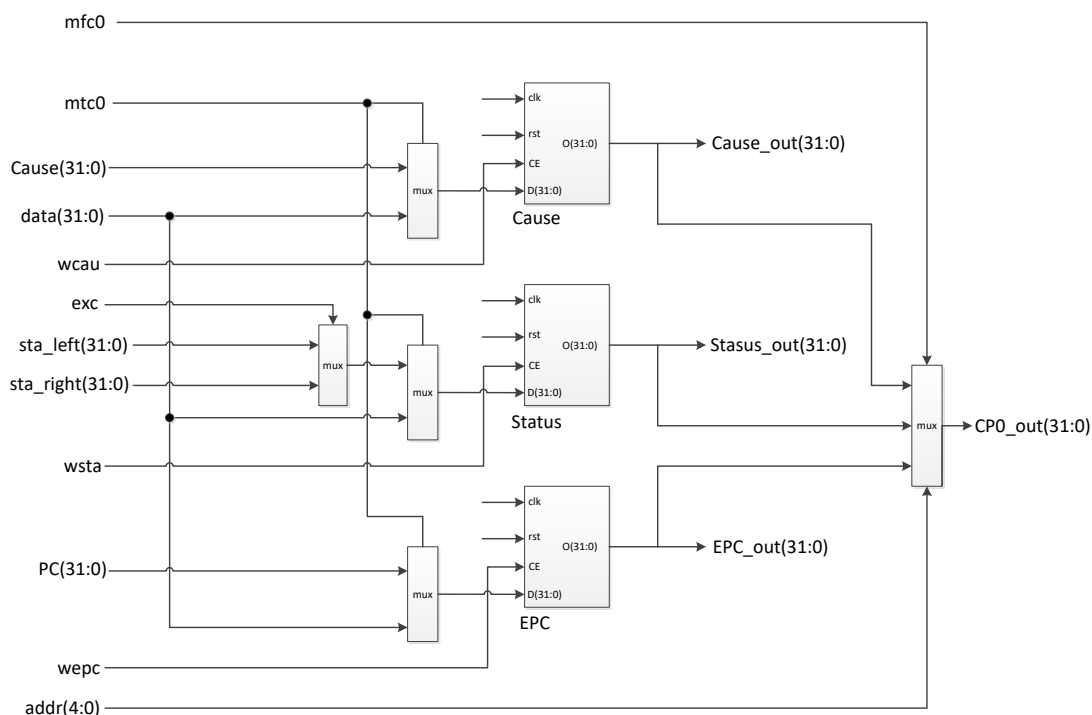 mfc0
mtc0
Cause(31:0)
data(31:0)
wcau
exc
sta_left(31:0)
sta_right(31:0)
wsta
PC(31:0)
wepc
addr(4:0)
mux
mux
mux
mux
clk
rst
CE
D(31:0)
O(31:0)
Cause
clk
rst
CE
D(31:0)
O(31:0)
Status
clk
rst
CE
D(31:0)
O(31:0)
EPC
Cause_out(31:0)
Stasus_out(31:0)
EPC_out(31:0)
mux
CP0_out(31:0)